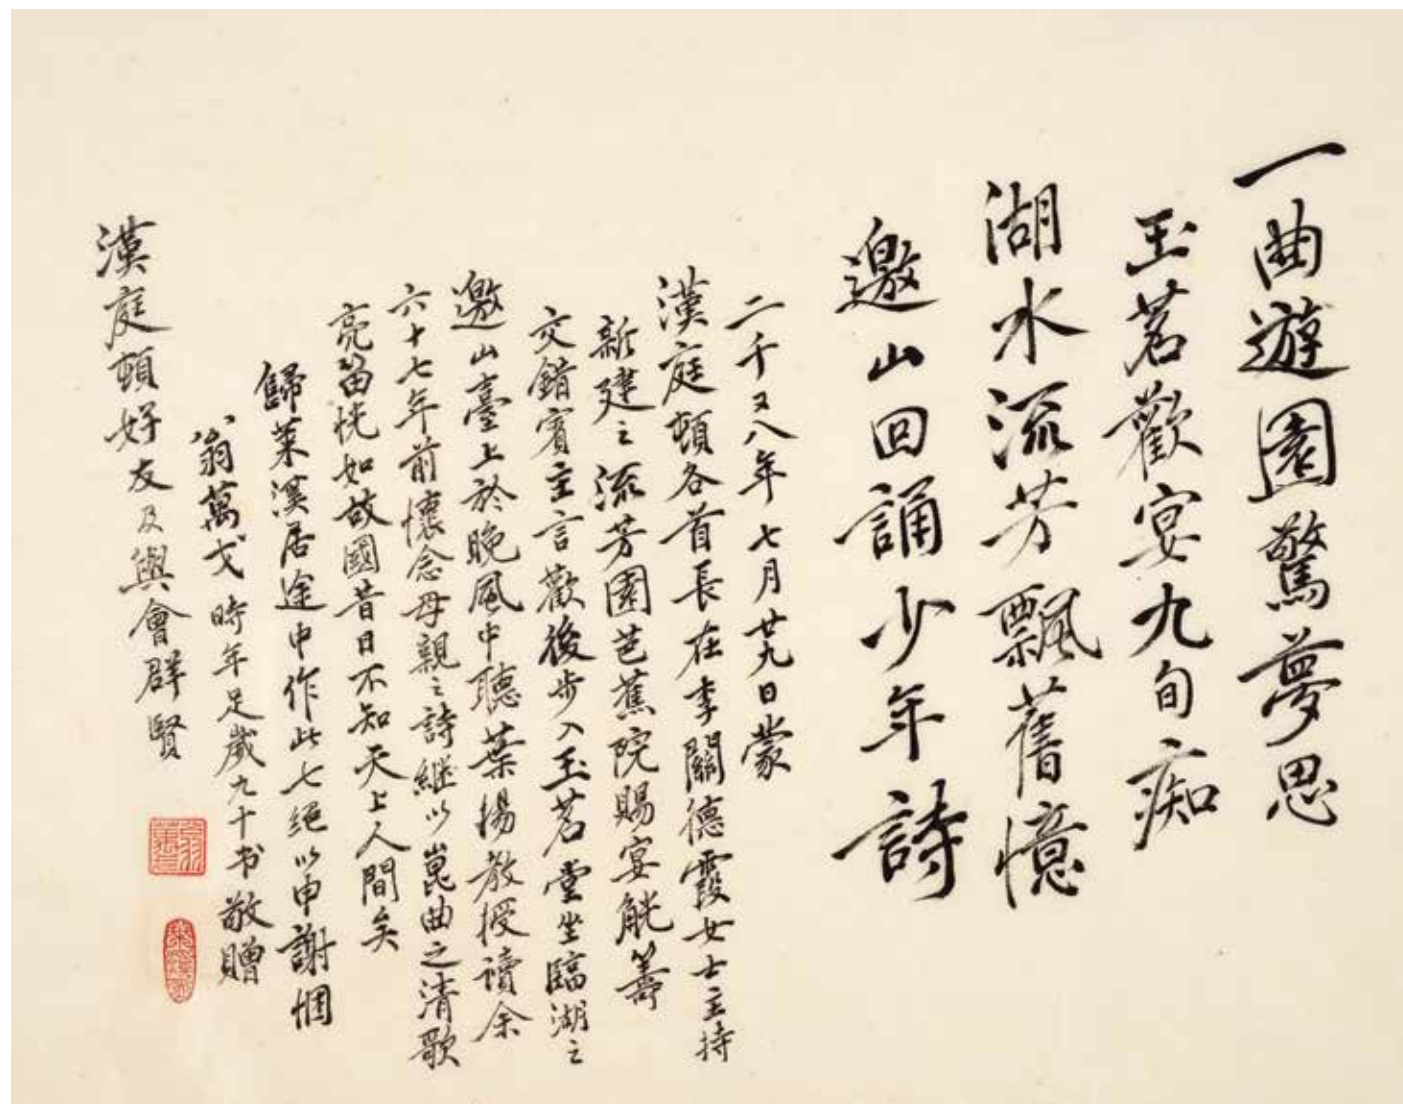 一曲遊園驚夢思
玉茗歡宴九旬痴
湖水流芳飄舊憶
邀山回誦少年詩
二千又八年七月廿九日蒙
漢庭頓各首長在李關德霞女士主持
新建之流芳園芭蕉院賜宴觥籌
交錯賓主言歡後步入玉茗堂坐臨湖之
邀山臺上於晚風中聽葉揚教授讀余
六十七年前懷念母親之詩繼以崑曲之清歌
亮笛恍如故國昔日不知天上人間矣
歸萊溪居途中作此七絕以申謝悃
翁萬戈時年足歲九十书敬贈
漢庭頓好友及與會群賢